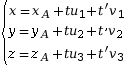 x = x_A + tu_1 + t'v_1
y = y_A + tu_2 + t'v_2
z = z_A + tu_3 + t'v_3